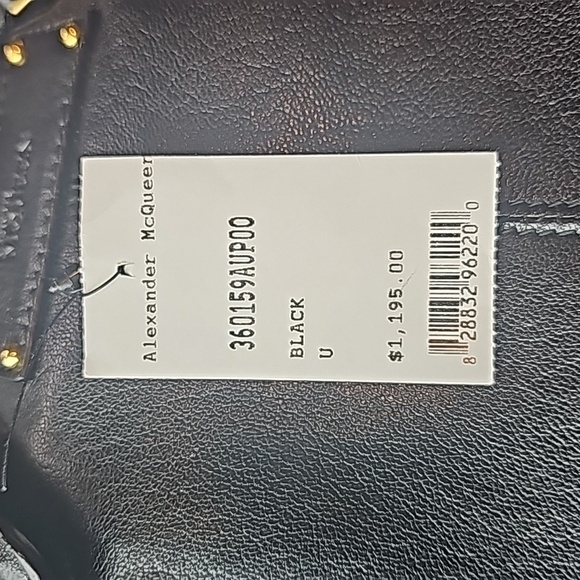 Alexander McQueen
360159AUP00
BLACK
U
$1,195.00
8 28832 96220 0